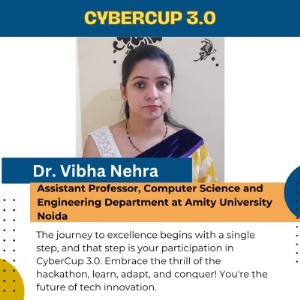 CYBERCUP 3.0
Dr. Vibha Nehra
Assistant Professor, Computer Science and
Engineering Department at Amity University
Noida
The journey to excellence begins with a single
step, and that step is your participation in
CyberCup 3.0. Embrace the thrill of the
hackathon, learn, adapt, and conquer! You're the
future of tech innovation.